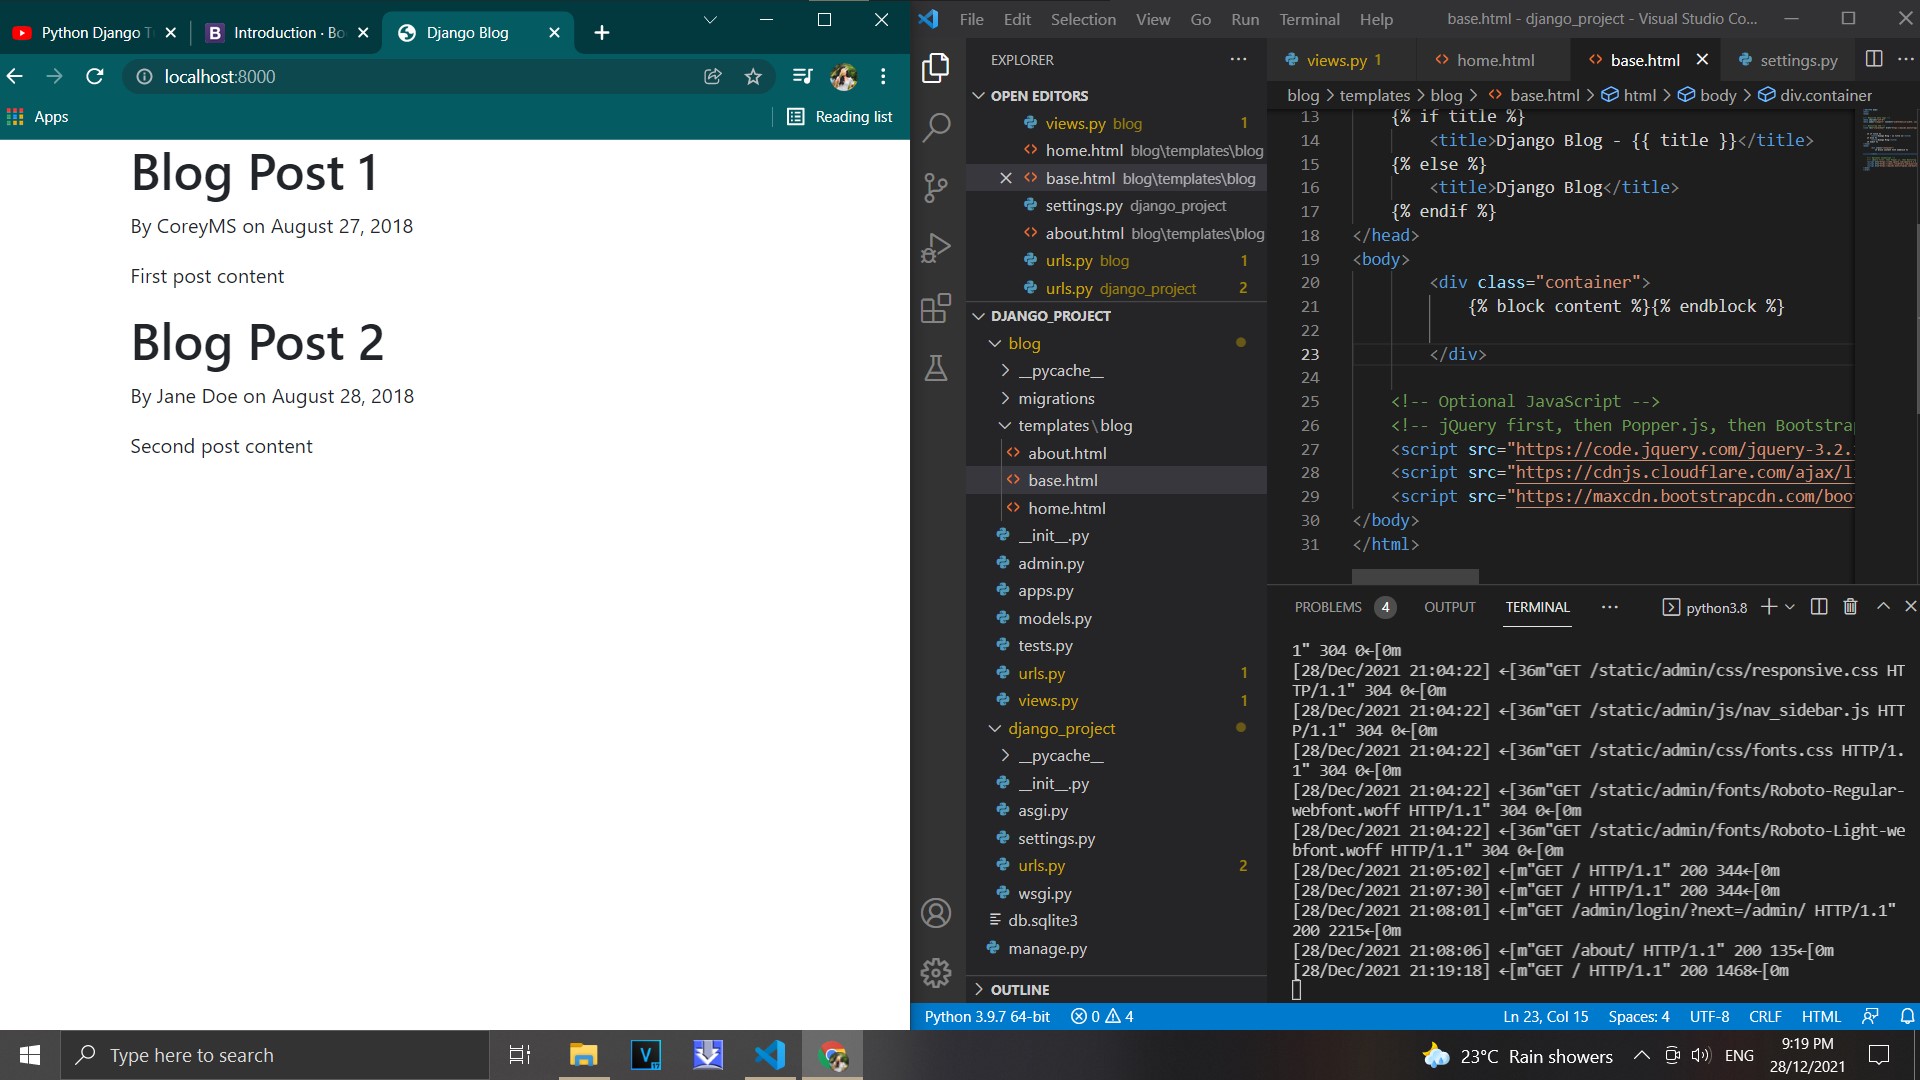 Python Django T
Introduction · Bo
Django Blog
localhost:8000
Apps
Reading list
Blog Post 1
By CoreyMS on August 27, 2018
First post content
Blog Post 2
By Jane Doe on August 28, 2018
Second post content
File Edit Selection View Go Run Terminal Help
base.html - django_project - Visual Studio Co...
EXPLORER
OPEN EDITORS
views.py blog 1
home.html blog\templates\blog
base.html blog\templates\blog
settings.py django_project
about.html blog\templates\blog
urls.py blog 1
urls.py django_project 2
DJANGO_PROJECT
blog
__pycache__
migrations
templates\blog
about.html
base.html
home.html
__init__.py
admin.py
apps.py
models.py
tests.py
urls.py 1
views.py 1
django_project
__pycache__
__init__.py
asgi.py
settings.py
urls.py 2
wsgi.py
db.sqlite3
manage.py
OUTLINE
views.py 1 home.html base.html settings.py
blog > templates > blog > base.html > html > body > div.container
13 {% if title %}
14 <title>Django Blog - {{ title }}</title>
15 {% else %}
16 <title>Django Blog</title>
17 {% endif %}
18 </head>
19 <body>
20 <div class="container">
21 {% block content %}{% endblock %}
22
23 </div>
24
25 <!-- Optional JavaScript -->
26 <!-- jQuery first, then Popper.js, then Bootstrap
27 <script src="https://code.jquery.com/jquery-3.2.
28 <script src="https://cdnjs.cloudflare.com/ajax/l
29 <script src="https://maxcdn.bootstrapcdn.com/boo
30 </body>
31 </html>
PROBLEMS 4 OUTPUT TERMINAL ... python3.8
1" 304 0←[0m
[28/Dec/2021 21:04:22] ←[36m"GET /static/admin/css/responsive.css HT
TP/1.1" 304 0←[0m
[28/Dec/2021 21:04:22] ←[36m"GET /static/admin/js/nav_sidebar.js HTT
P/1.1" 304 0←[0m
[28/Dec/2021 21:04:22] ←[36m"GET /static/admin/css/fonts.css HTTP/1.
1" 304 0←[0m
[28/Dec/2021 21:04:22] ←[36m"GET /static/admin/fonts/Roboto-Regular-
webfont.woff HTTP/1.1" 304 0←[0m
[28/Dec/2021 21:04:22] ←[36m"GET /static/admin/fonts/Roboto-Light-we
bfont.woff HTTP/1.1" 304 0←[0m
[28/Dec/2021 21:05:02] ←[m"GET / HTTP/1.1" 200 344←[0m
[28/Dec/2021 21:07:30] ←[m"GET / HTTP/1.1" 200 344←[0m
[28/Dec/2021 21:08:01] ←[m"GET /admin/login/?next=/admin/ HTTP/1.1"
200 2215←[0m
[28/Dec/2021 21:08:06] ←[m"GET /about/ HTTP/1.1" 200 135←[0m
[28/Dec/2021 21:19:18] ←[m"GET / HTTP/1.1" 200 1468←[0m
Python 3.9.7 64-bit 0 4
Ln 23, Col 15 Spaces: 4 UTF-8 CRLF HTML
Type here to search
23°C Rain showers
ENG
9:19 PM
28/12/2021